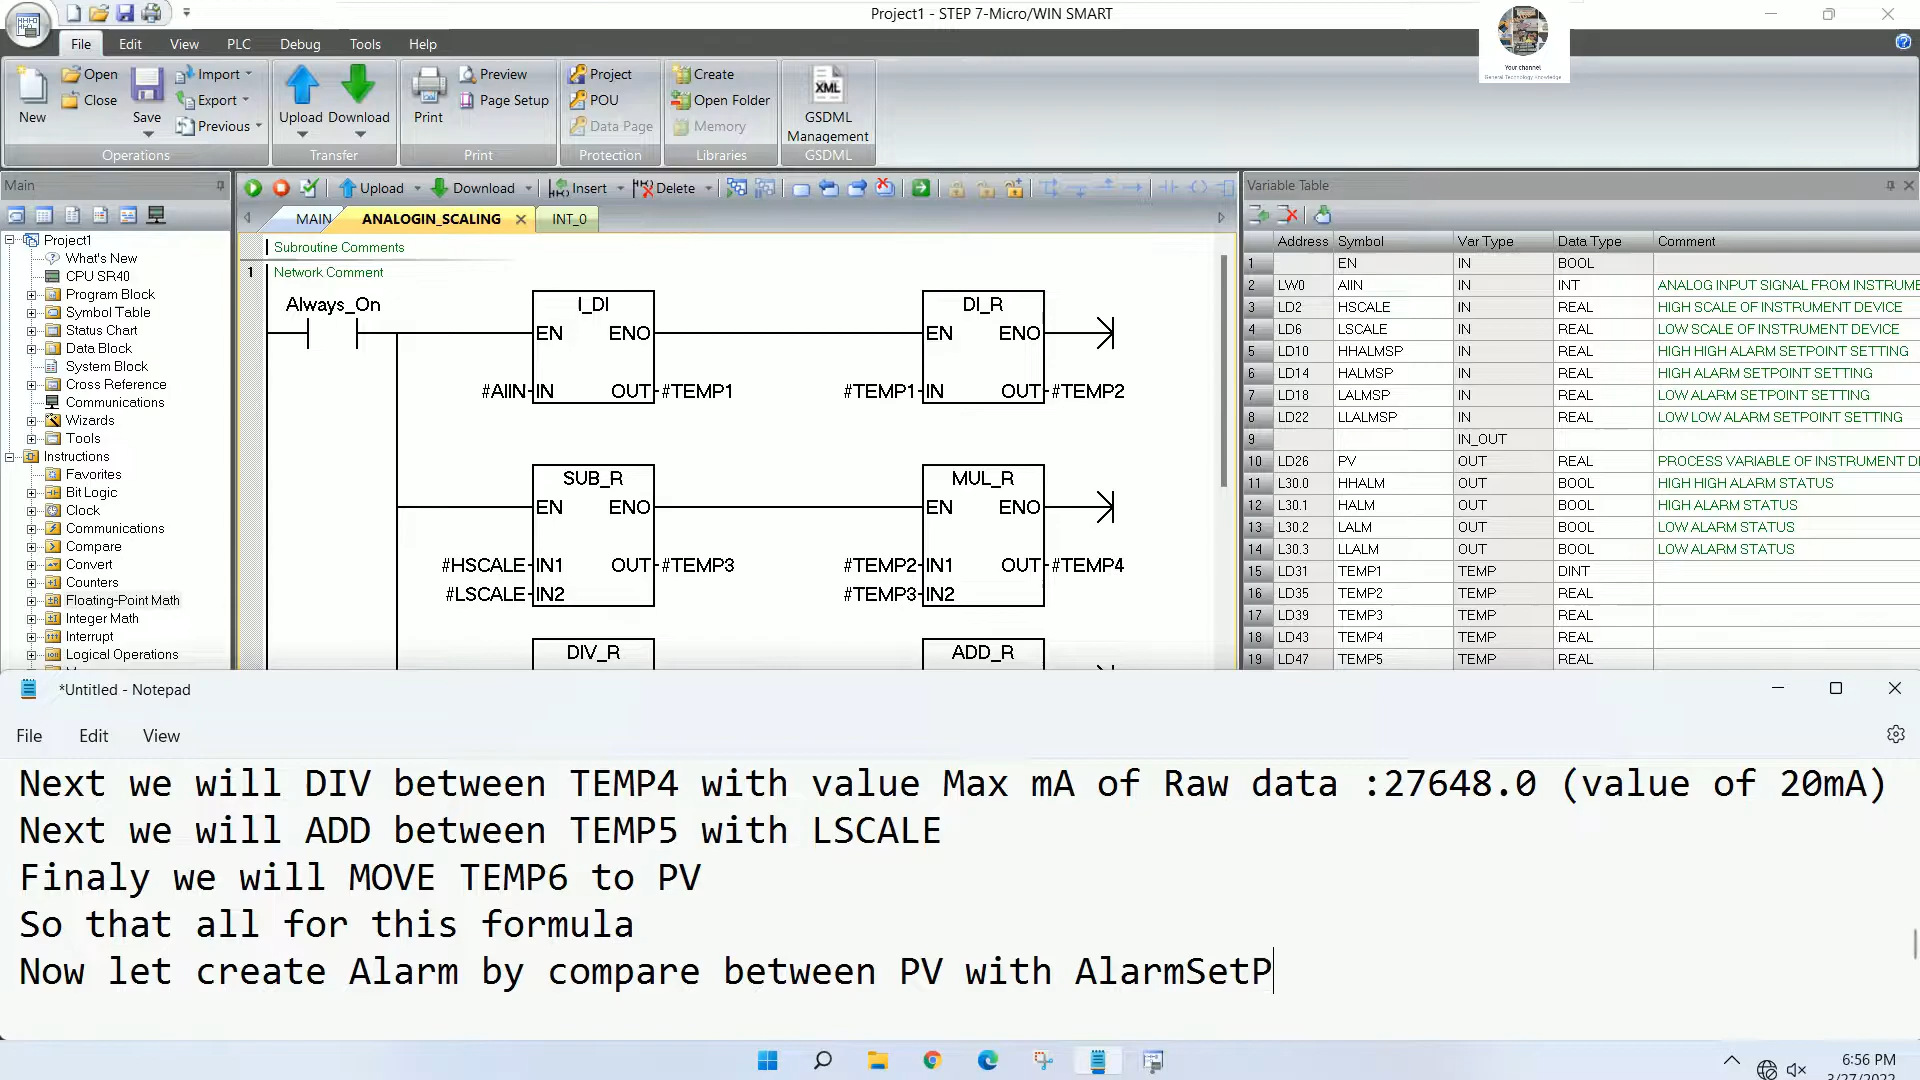 Project1 - STEP 7-Micro/WIN SMART
Your channel
General Technology Knowledge
File Edit View PLC Debug Tools Help
New
Open
Close
Save
Import
Export
Previous
Operations
Upload
Download
Transfer
Print
Preview
Page Setup
Print
Project
POU
Data Page
Protection
Create
Open Folder
Memory
Libraries
XML
GSDML
Management
GSDML
Main
Project1
What's New
CPU SR40
Program Block
Symbol Table
Status Chart
Data Block
System Block
Cross Reference
Communications
Wizards
Tools
Instructions
Favorites
Bit Logic
Clock
Communications
Compare
Convert
Counters
Floating-Point Math
Integer Math
Interrupt
Logical Operations
Upload Download Insert Delete
MAIN ANALOGIN_SCALING INT_0
Subroutine Comments
1 Network Comment
Always_On
I_DI
EN ENO
#AIIN IN OUT #TEMP1
DI_R
EN ENO
#TEMP1 IN OUT #TEMP2
SUB_R
EN ENO
#HSCALE IN1 OUT #TEMP3
#LSCALE IN2
MUL_R
EN ENO
#TEMP2 IN1 OUT #TEMP4
#TEMP3 IN2
DIV_R
ADD_R
Variable Table
Address Symbol Var Type Data Type Comment
1 EN IN BOOL
2 LW0 AIIN IN INT ANALOG INPUT SIGNAL FROM INSTRUME
3 LD2 HSCALE IN REAL HIGH SCALE OF INSTRUMENT DEVICE
4 LD6 LSCALE IN REAL LOW SCALE OF INSTRUMENT DEVICE
5 LD10 HHALMSP IN REAL HIGH HIGH ALARM SETPOINT SETTING
6 LD14 HALMSP IN REAL HIGH ALARM SETPOINT SETTING
7 LD18 LALMSP IN REAL LOW ALARM SETPOINT SETTING
8 LD22 LLALMSP IN REAL LOW LOW ALARM SETPOINT SETTING
9 IN_OUT
10 LD26 PV OUT REAL PROCESS VARIABLE OF INSTRUMENT D
11 L30.0 HHALM OUT BOOL HIGH HIGH ALARM STATUS
12 L30.1 HALM OUT BOOL HIGH ALARM STATUS
13 L30.2 LALM OUT BOOL LOW ALARM STATUS
14 L30.3 LLALM OUT BOOL LOW ALARM STATUS
15 LD31 TEMP1 TEMP DINT
16 LD35 TEMP2 TEMP REAL
17 LD39 TEMP3 TEMP REAL
18 LD43 TEMP4 TEMP REAL
19 LD47 TEMP5 TEMP REAL
*Untitled - Notepad
File Edit View
Next we will DIV between TEMP4 with value Max mA of Raw data :27648.0 (value of 20mA)
Next we will ADD between TEMP5 with LSCALE
Finaly we will MOVE TEMP6 to PV
So that all for this formula
Now let create Alarm by compare between PV with AlarmSetP
6:56 PM
3/27/2022